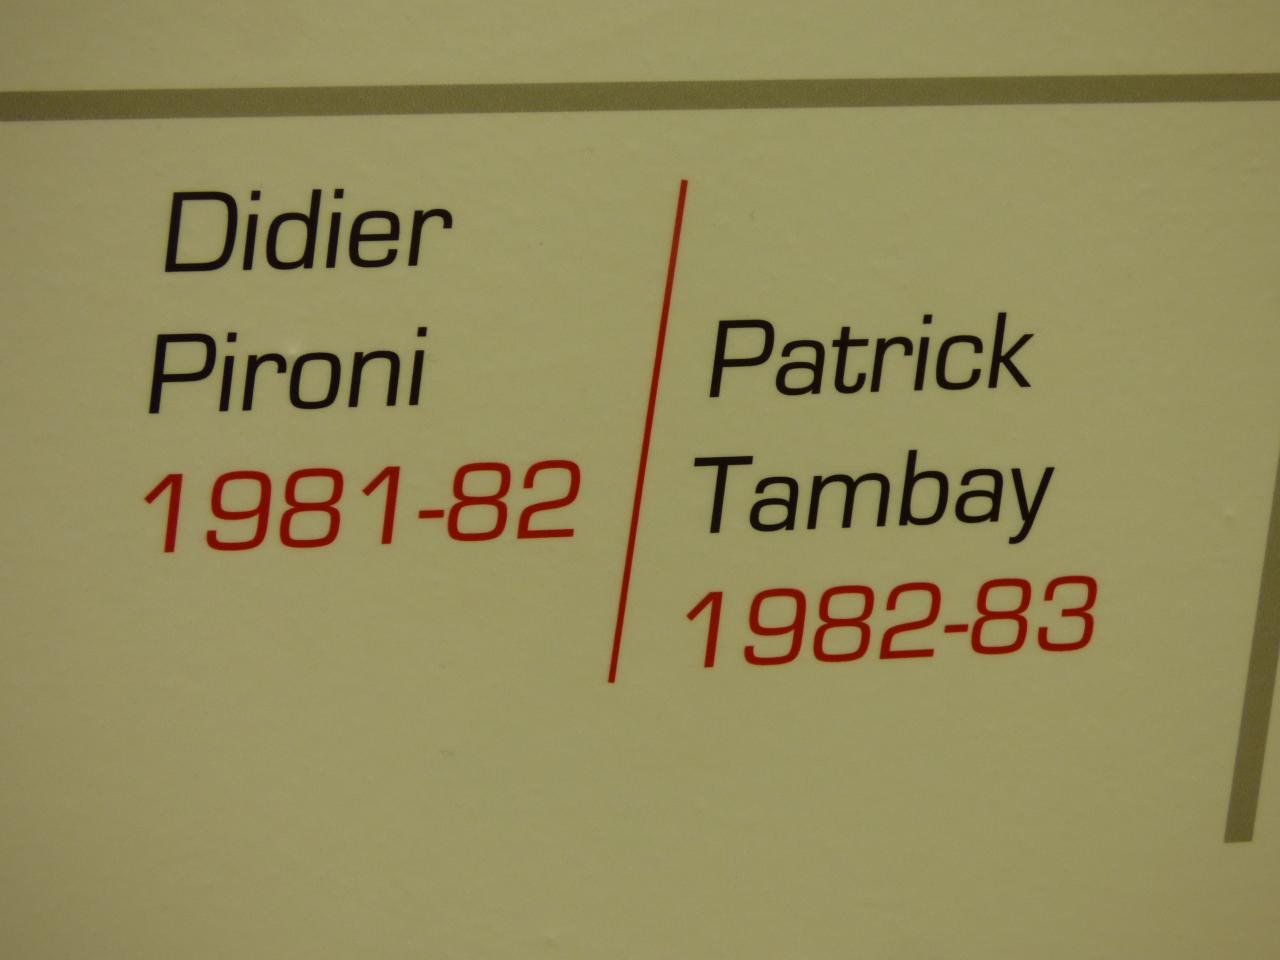 Didier
Pironi
1981-82
Patrick
Tambay
1982-83